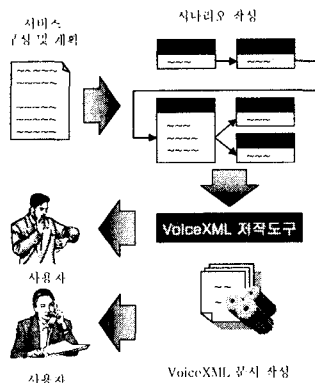 서비스
구성 및 계획
시나리오 작성
VoiceXML 저작도구
사용자
사용자
VoiceXML 문서 작성